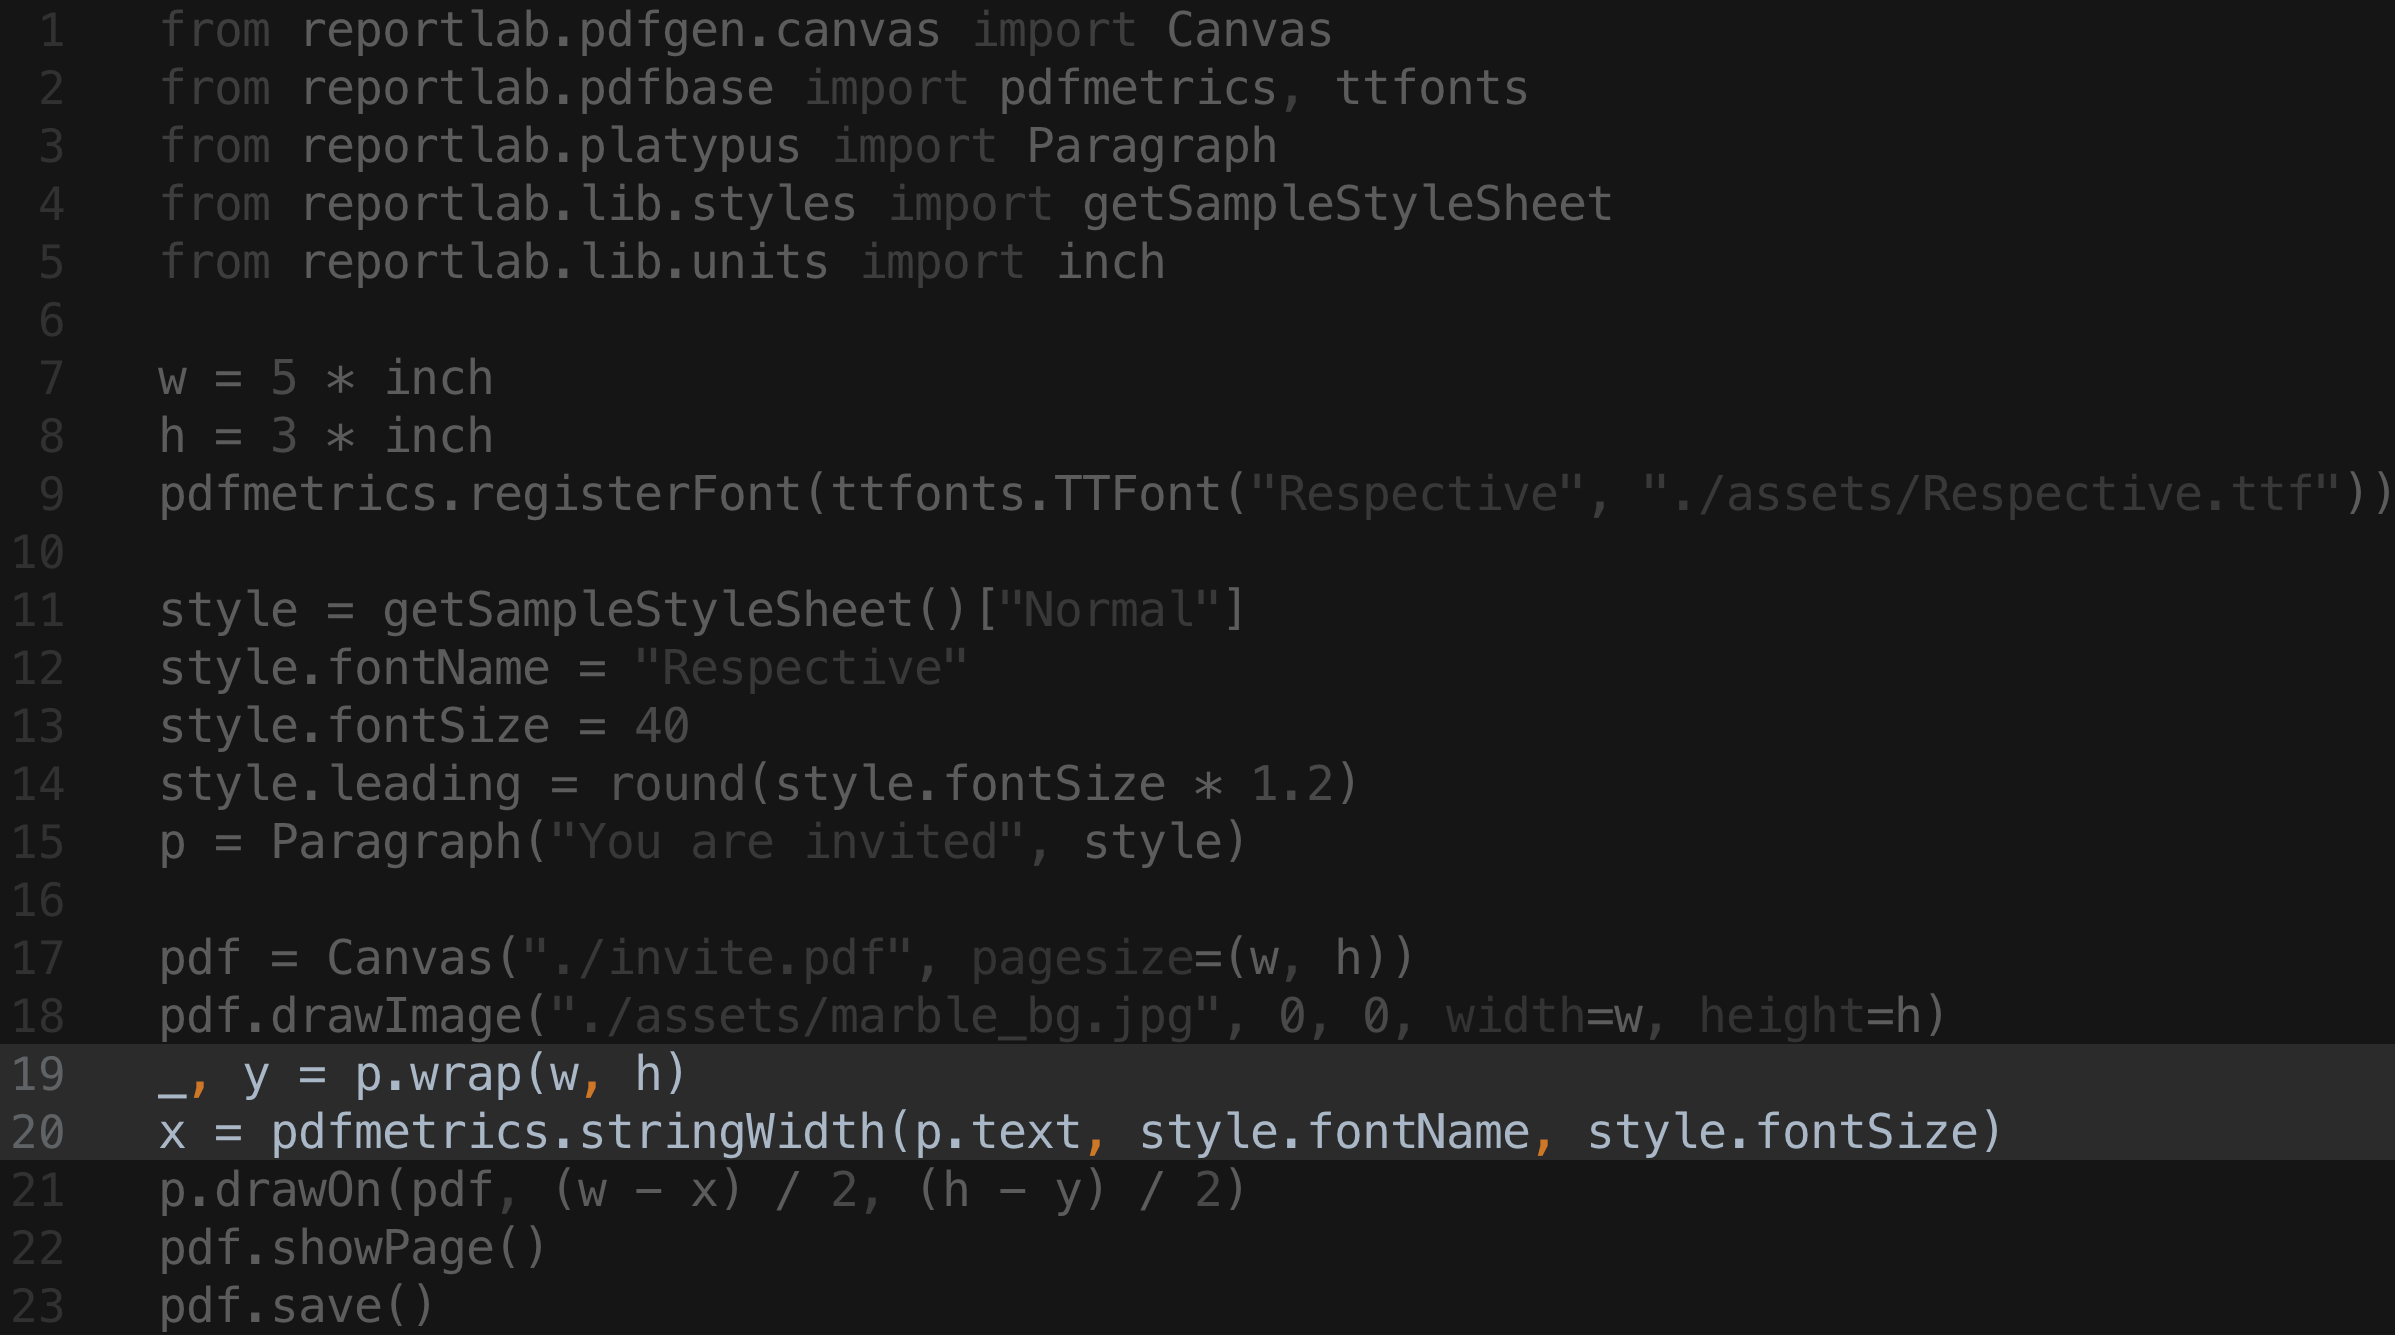 1 from reportlab.pdfgen.canvas import Canvas
2 from reportlab.pdfbase import pdfmetrics, ttfonts
3 from reportlab.platypus import Paragraph
4 from reportlab.lib.styles import getSampleStyleSheet
5 from reportlab.lib.units import inch
6
7 w = 5 * inch
8 h = 3 * inch
9 pdfmetrics.registerFont(ttfonts.TTFont("Respective", "./assets/Respective.ttf"))
10
11 style = getSampleStyleSheet()["Normal"]
12 style.fontName = "Respective"
13 style.fontSize = 40
14 style.leading = round(style.fontSize * 1.2)
15 p = Paragraph("You are invited", style)
16
17 pdf = Canvas("./invite.pdf", pagesize=(w, h))
18 pdf.drawImage("./assets/marble_bg.jpg", 0, 0, width=w, height=h)
19 _, y = p.wrap(w, h)
20 x = pdfmetrics.stringWidth(p.text, style.fontName, style.fontSize)
21 p.drawOn(pdf, (w − x) / 2, (h − y) / 2)
22 pdf.showPage()
23 pdf.save()